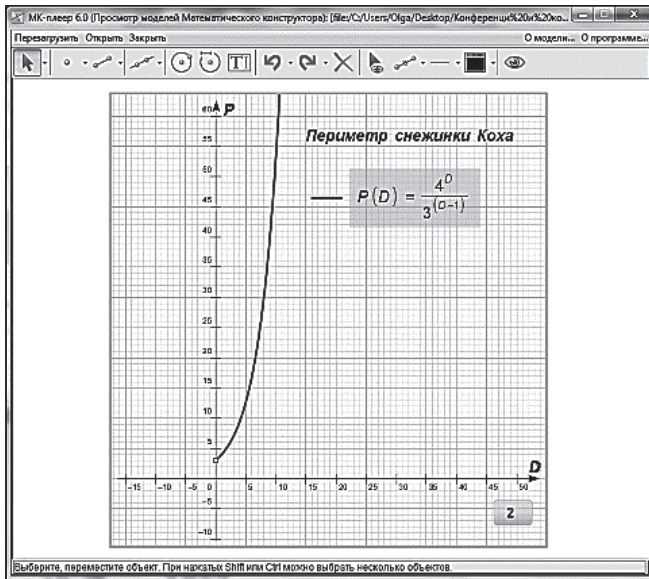 МК-плеер 6.0 (Просмотр моделей Математического конструктора): [file:/C:/Users/Olga/Desktop/Конференци%20и%20ко...
Перезагрузить Открыть Закрыть О модели... О программе...
60 P
Периметр снежинки Коха
55
50
P(D) = 4^D / 3^(D-1)
45
40
35
30
25
20
15
10
5
D
-15 -10 -5 0 5 10 15 20 25 30 35 40 45 50
-5
2
-10
Выберите, переместите объект. При нажатых Shift или Ctrl можно выбрать несколько объектов.